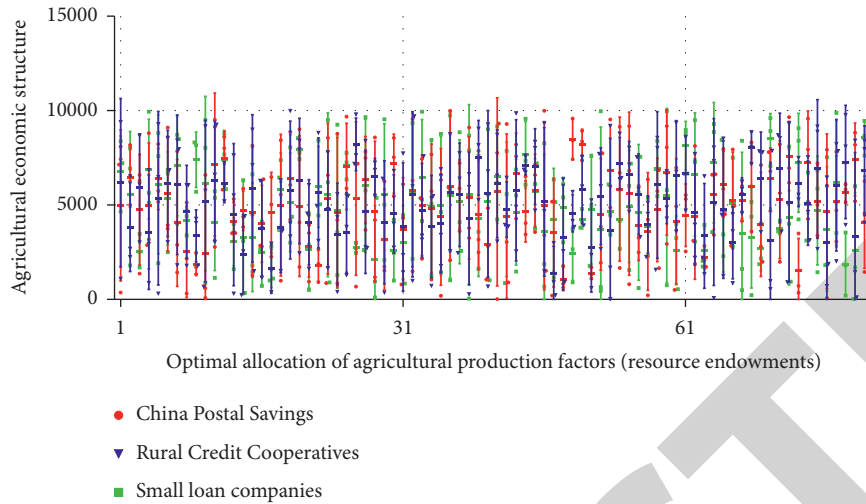 15000
10000
5000
0
Agricultural economic structure
1
31
61
Optimal allocation of agricultural production factors (resource endowments)
China Postal Savings
Rural Credit Cooperatives
Small loan companies